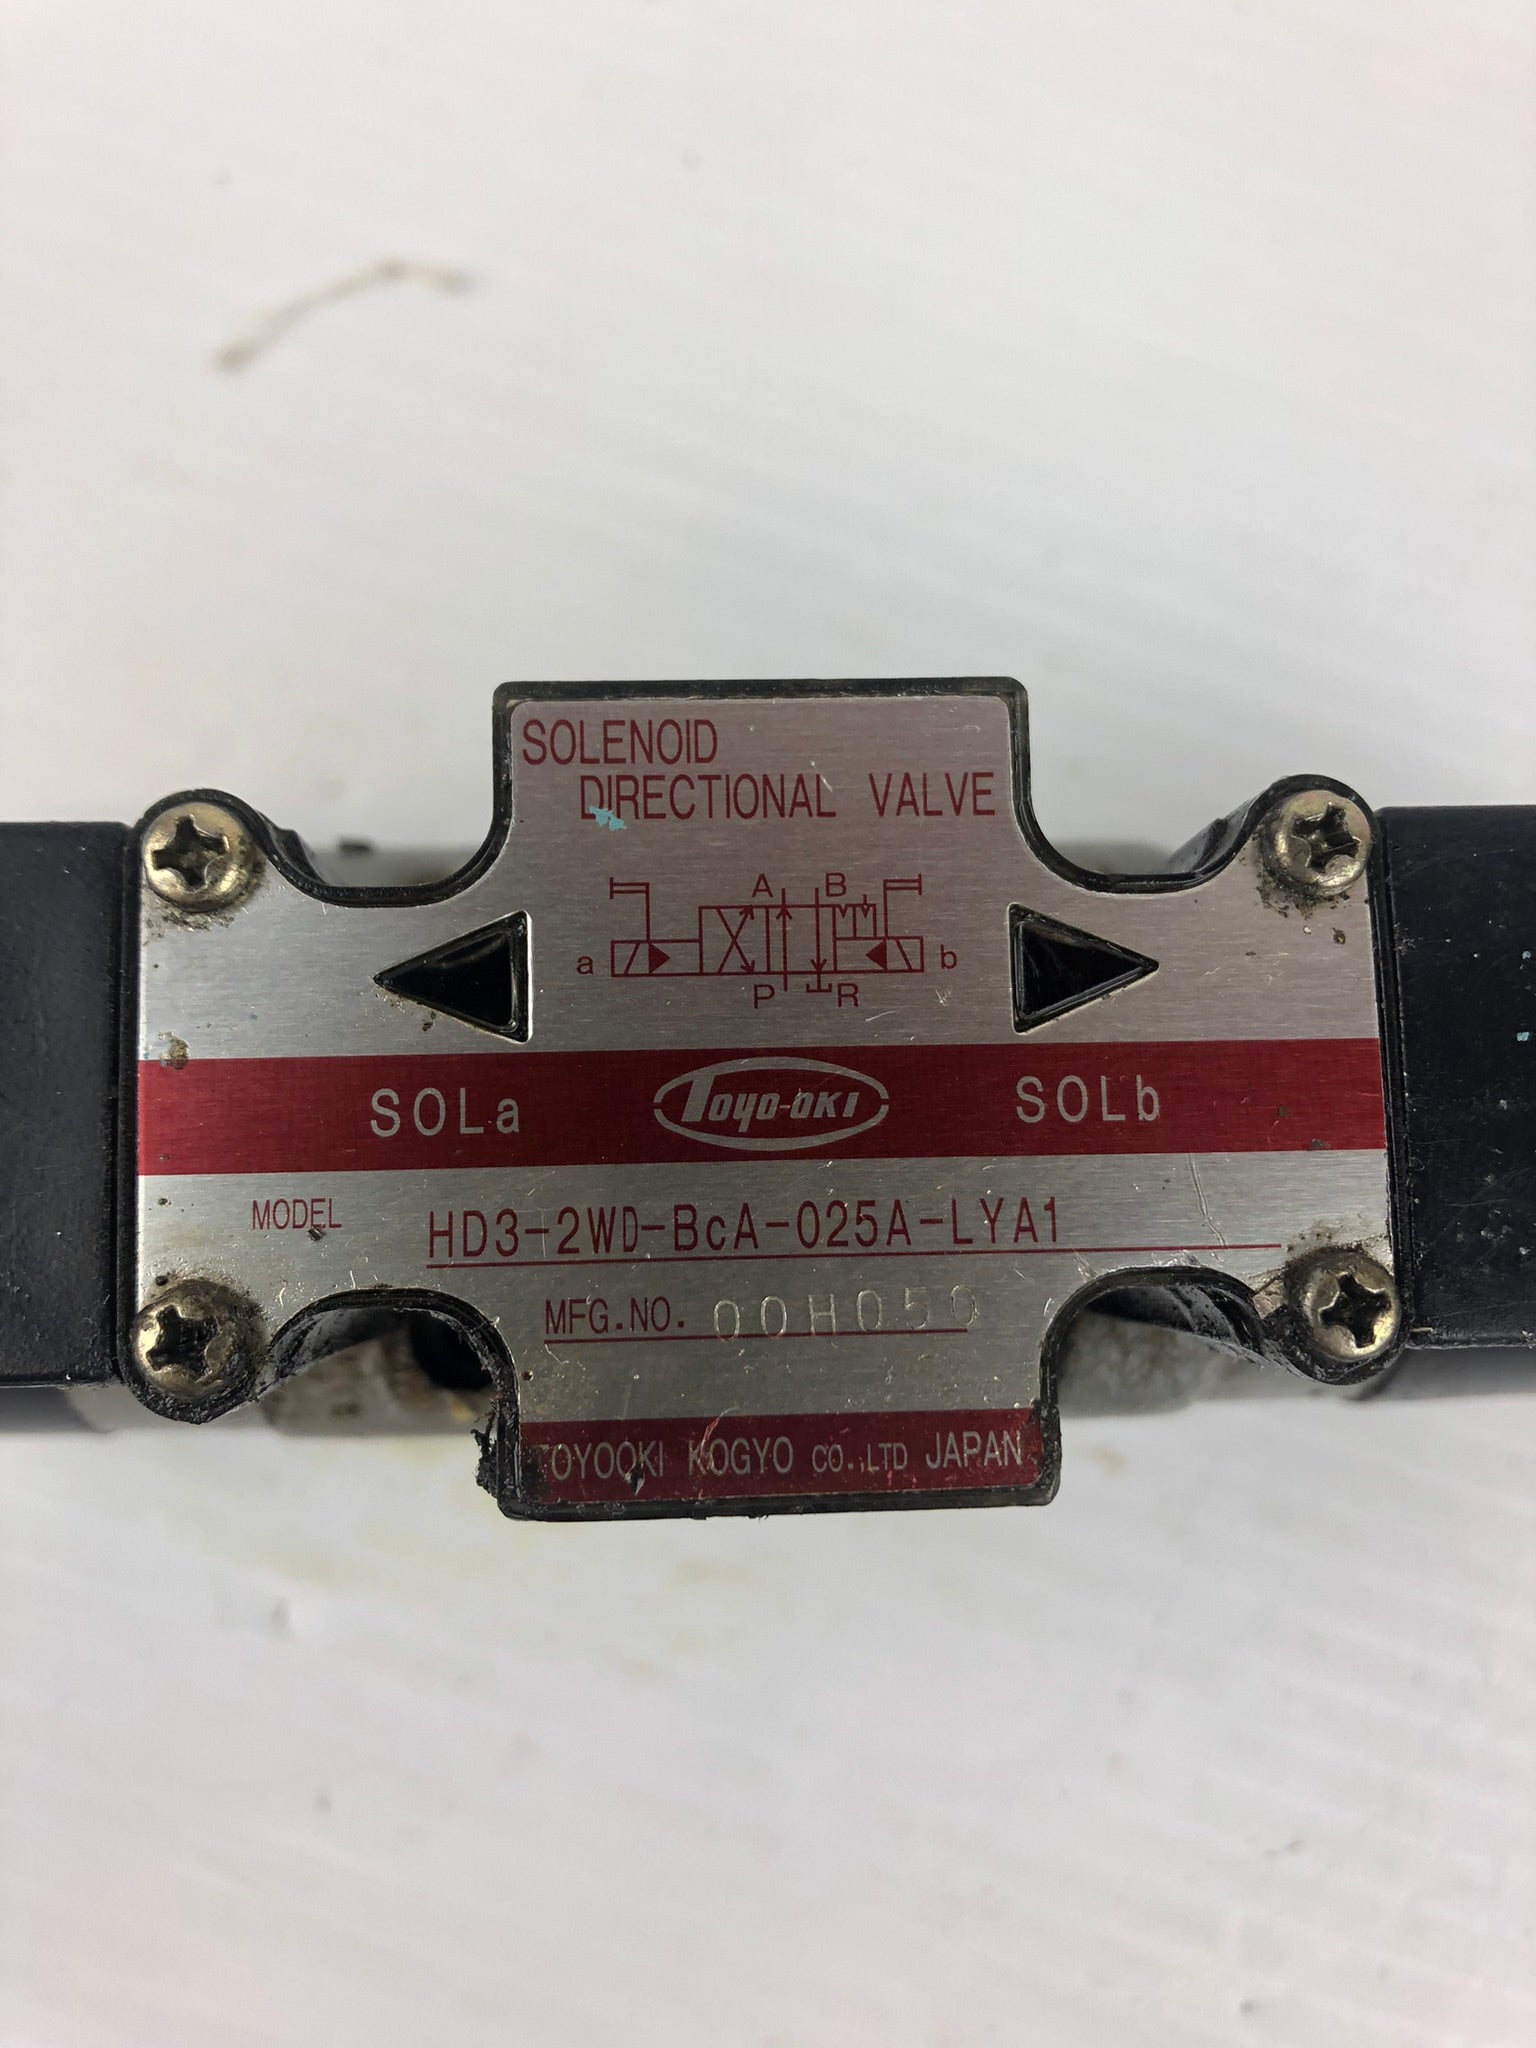 SOLENOID
DIRECTIONAL VALVE
A B
a b
P R
SOLa TOYO-OKI SOLb
MODEL HD3-2WD-BcA-025A-LYA1
MFG.NO. 00H050
TOYOOKI KOGYO CO.,LTD JAPAN